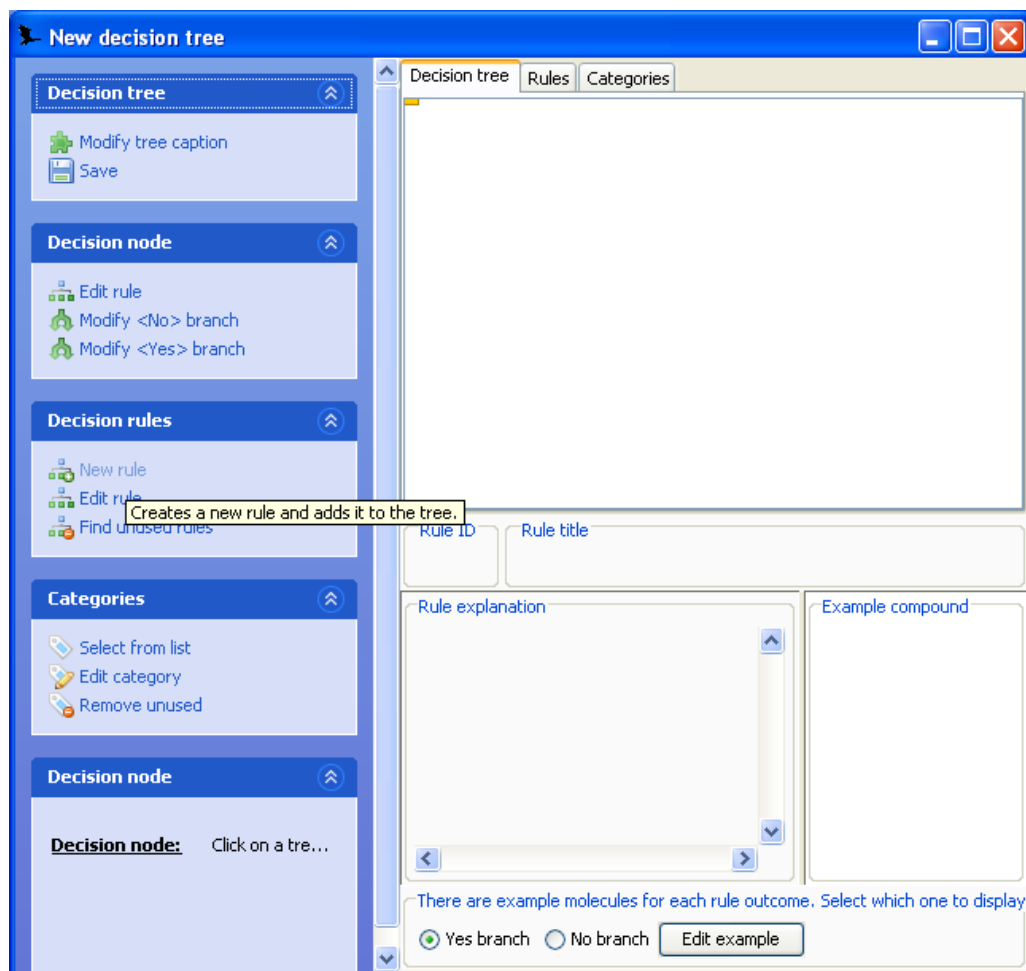 New decision tree
Decision tree
Modify tree caption
Save
Decision node
Edit rule
Modify <No> branch
Modify <Yes> branch
Decision rules
New rule
Edit rule
Creates a new rule and adds it to the tree.
Find unused rules
Categories
Select from list
Edit category
Remove unused
Decision node
Decision node: Click on a tre...
Decision tree Rules Categories
Rule ID Rule title
Rule explanation Example compound
There are example molecules for each rule outcome. Select which one to display
Yes branch No branch Edit example